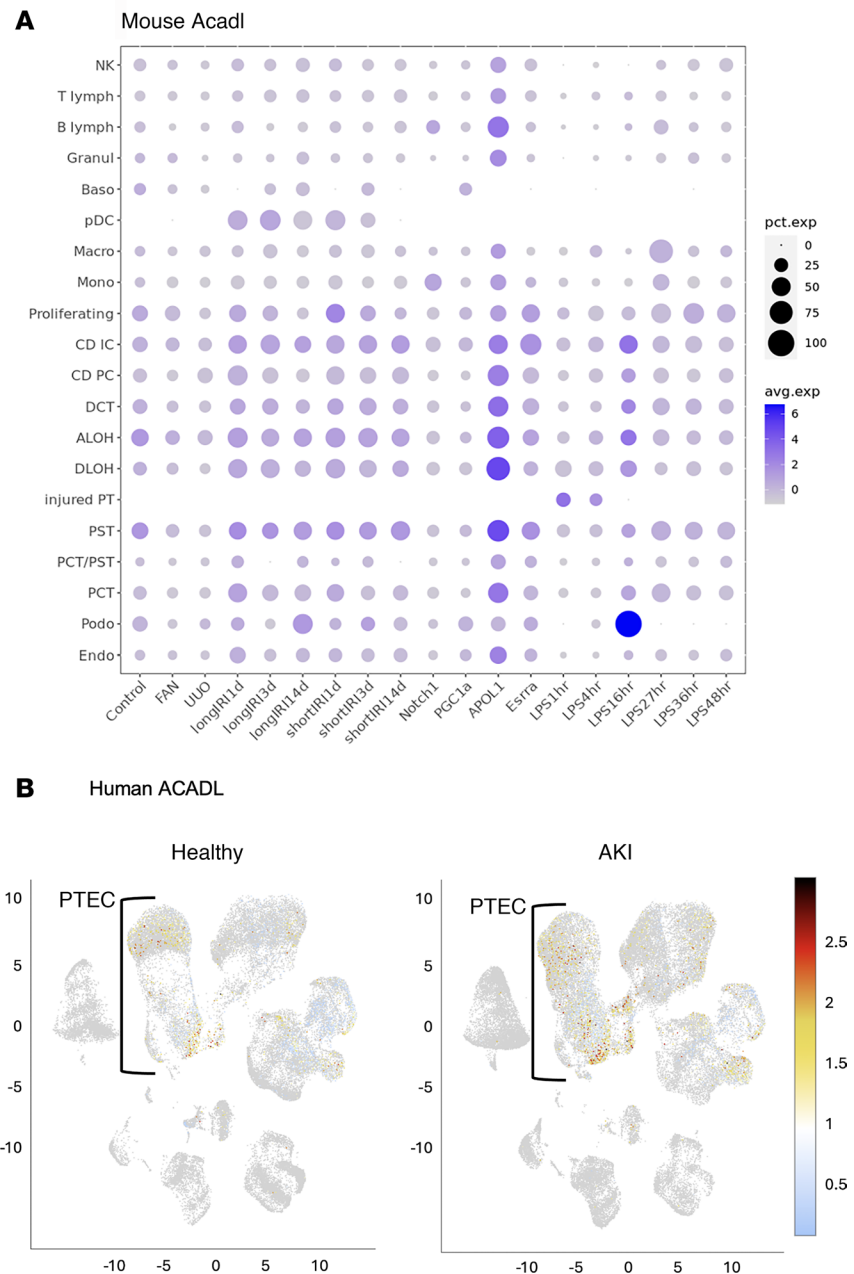 A
Mouse Acadl
NK
T lymph
B lymph
Granul
Baso
pDC
Macro
Mono
Proliferating
CD IC
CD PC
DCT
ALOH
DLOH
injured PT
PST
PCT/PST
PCT
Podo
Endo
Control
FAN
UUO
longIRI1d
longIRI3d
longIRI14d
shortIRI1d
shortIRI3d
shortIRI14d
Notch1
PGC1a
APOL1
Esrra
LPS1hr
LPS4hr
LPS16hr
LPS27hr
LPS36hr
LPS48hr
pct.exp
0
25
50
75
100
avg.exp
6
4
2
0
B
Human ACADL
Healthy
PTEC
10
5
0
-5
-10
-10 -5 0 5 10
AKI
PTEC
10
5
0
-5
-10
-10 -5 0 5 10
2.5
2
1.5
1
0.5